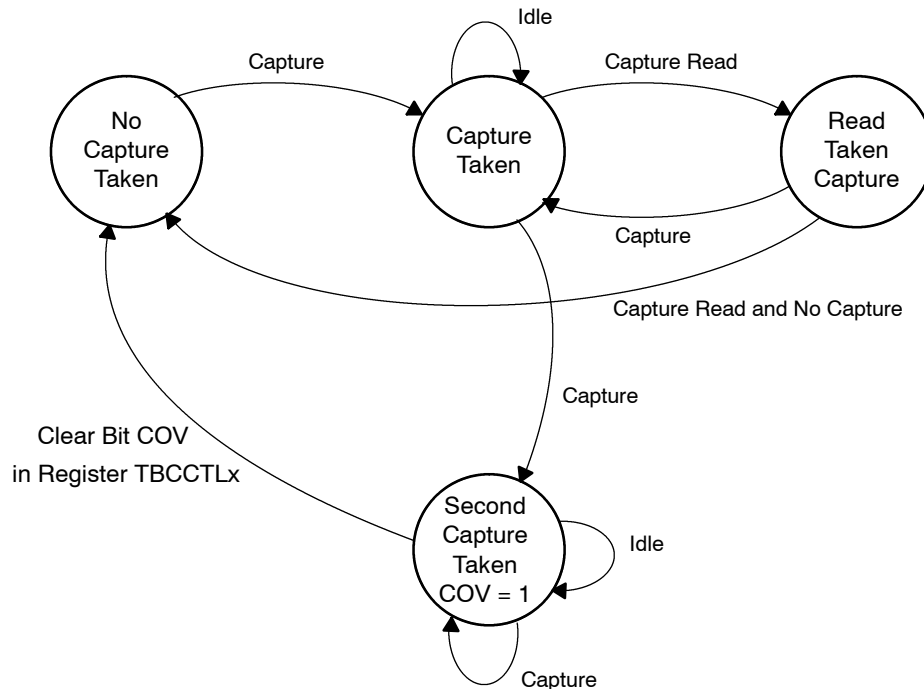 Idle
Capture
Capture Read
No
Capture
Taken
Capture
Taken
Read
Taken
Capture
Capture
Capture Read and No Capture
Capture
Clear Bit COV
in Register TBCCTLx
Second
Capture
Taken
COV = 1
Idle
Capture